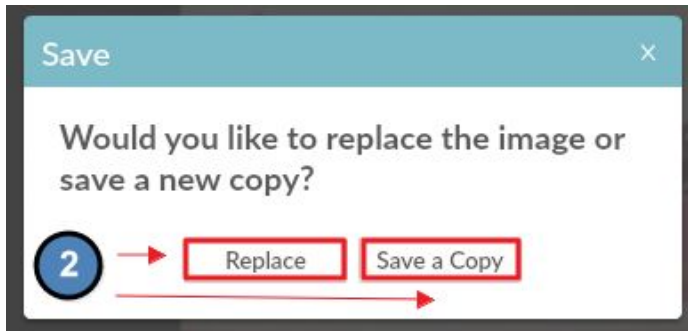 Save X
Would you like to replace the image or
save a new copy?
2 Replace Save a Copy